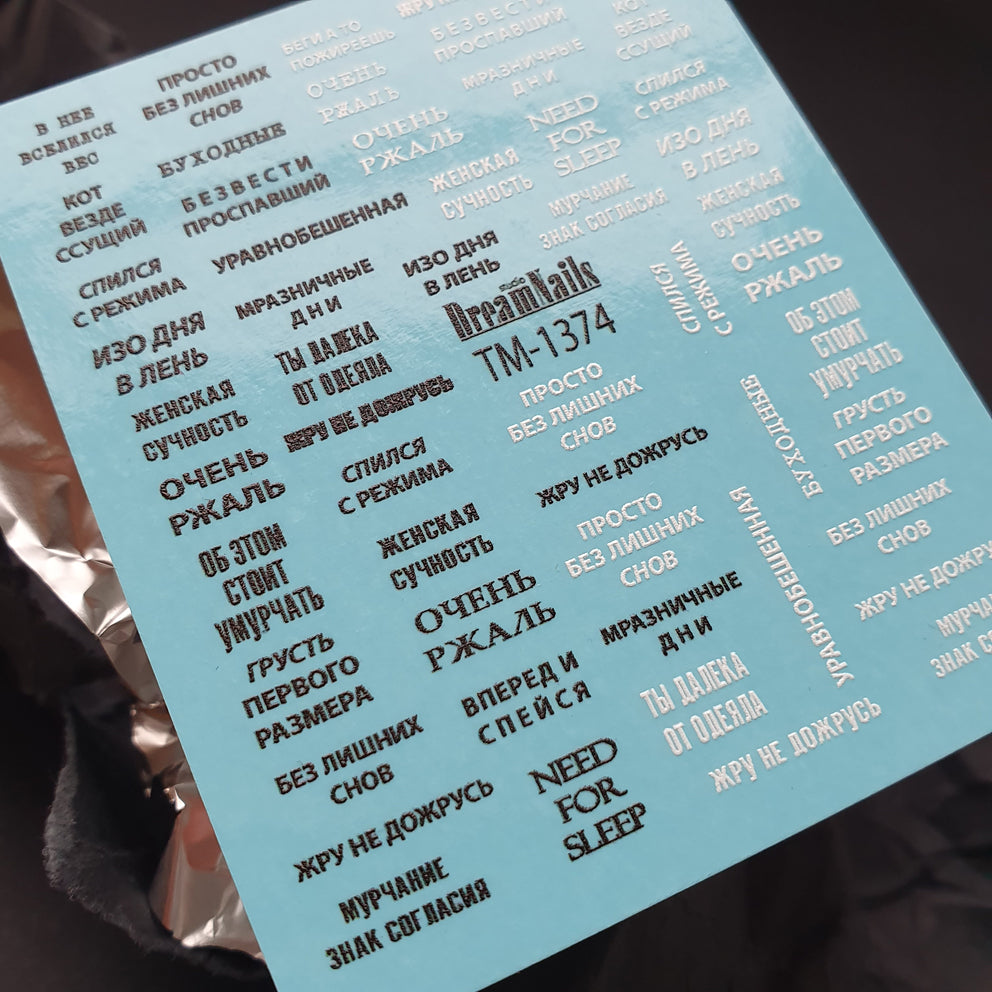 В НЕЕ
ВСЕЛИЛСЯ
БЕС
ПРОСТО
БЕЗ ЛИШНИХ
СНОВ
БЕГИ А ТО
ПОЖИРЕЕШЬ
БЕЗВЕСТИ
ПРОСПАВШИЙ
КОТ
ВЕЗДЕ
ССУЩИЙ
ОЧЕНЬ
РЖАЛЬ
МРАЗНИЧНЫЕ
ДНИ
СПИЛСЯ
С РЕЖИМА
КОТ
ВЕЗДЕ
ССУЩИЙ
БУХОДНЫЕ
БЕЗВЕСТИ
ПРОСПАВШИЙ
ОЧЕНЬ
РЖАЛЬ
NEED
FOR
SLEEP
ИЗО ДНЯ
В ЛЕНЬ
ЖЕНСКАЯ
СУЧНОСТЬ
МУРЧАНИЕ
ЗНАК СОГЛАСИЯ
ЖЕНСКАЯ
СУЧНОСТЬ
СПИЛСЯ
С РЕЖИМА
УРАВНОБЕШЕННАЯ
МРАЗНИЧНЫЕ
ДНИ
ИЗО ДНЯ
В ЛЕНЬ
studio
DreamNails
TM-1374
СПИЛСЯ
С РЕЖИМА
ОЧЕНЬ
РЖАЛЬ
ИЗО ДНЯ
В ЛЕНЬ
ТЫ ДАЛЕКА
ОТ ОДЕЯЛА
ОБ ЭТОМ
СТОИТ
УМУРЧАТЬ
ЖЕНСКАЯ
СУЧНОСТЬ
ЖРУ НЕ ДОЖРУСЬ
ПРОСТО
БЕЗ ЛИШНИХ
СНОВ
БУХОДНЫЕ
ГРУСТЬ
ПЕРВОГО
РАЗМЕРА
ОЧЕНЬ
РЖАЛЬ
СПИЛСЯ
С РЕЖИМА
ЖРУ НЕ ДОЖРУСЬ
БЕЗ ЛИШНИХ
СНОВ
ОБ ЭТОМ
СТОИТ
УМУРЧАТЬ
ЖЕНСКАЯ
СУЧНОСТЬ
ПРОСТО
БЕЗ ЛИШНИХ
СНОВ
УРАВНОБЕШЕННАЯ
ЖРУ НЕ ДОЖРУ
ГРУСТЬ
ПЕРВОГО
РАЗМЕРА
ОЧЕНЬ
РЖАЛЬ
МРАЗНИЧНЫЕ
ДНИ
МУРЧА
ЗНАК СО
БЕЗ ЛИШНИХ
СНОВ
ВПЕРЕД И
СПЕЙСЯ
ТЫ ДАЛЕКА
ОТ ОДЕЯЛА
ЖРУ НЕ ДОЖРУСЬ
NEED
FOR
SLEEP
ЖРУ НЕ ДОЖРУСЬ
МУРЧАНИЕ
ЗНАК СОГЛАСИЯ